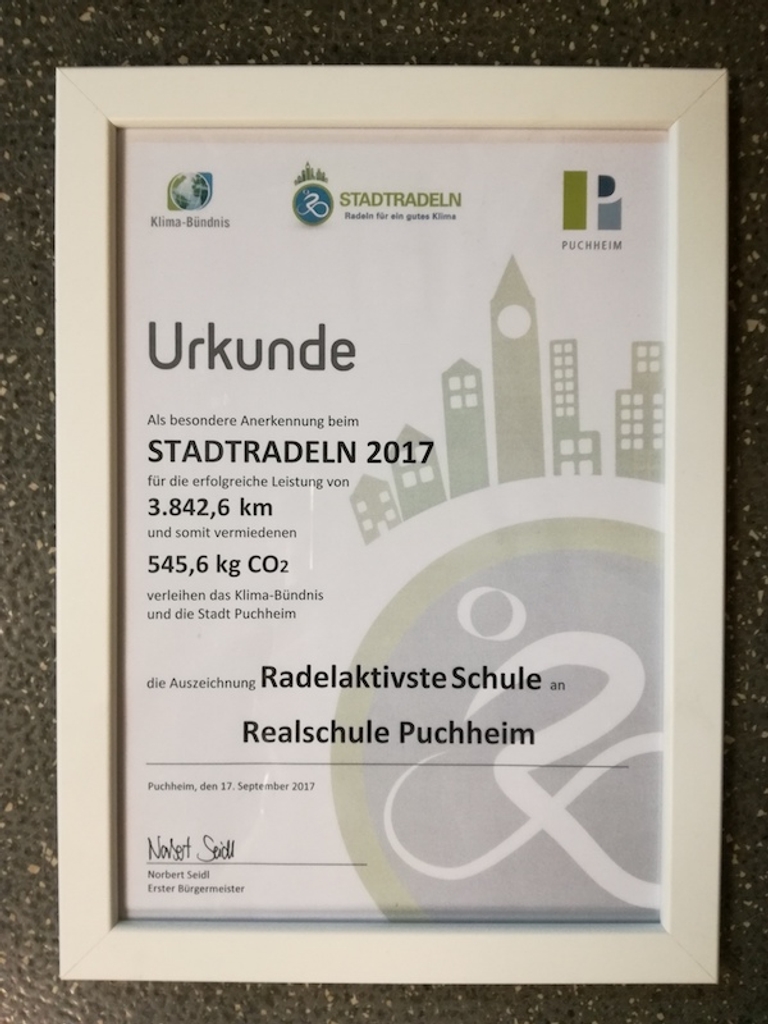 Klima-Bündnis
STADTRADELN
Radeln für ein gutes Klima
PUCHHEIM
Urkunde
Als besondere Anerkennung beim
STADTRADELN 2017
für die erfolgreiche Leistung von
3.842,6 km
und somit vermiedenen
545,6 kg CO2
verleihen das Klima-Bündnis
und die Stadt Puchheim
die Auszeichnung Radelaktivste Schule an
Realschule Puchheim
Puchheim, den 17. September 2017
Norbert Seidl
Norbert Seidl
Erster Bürgermeister